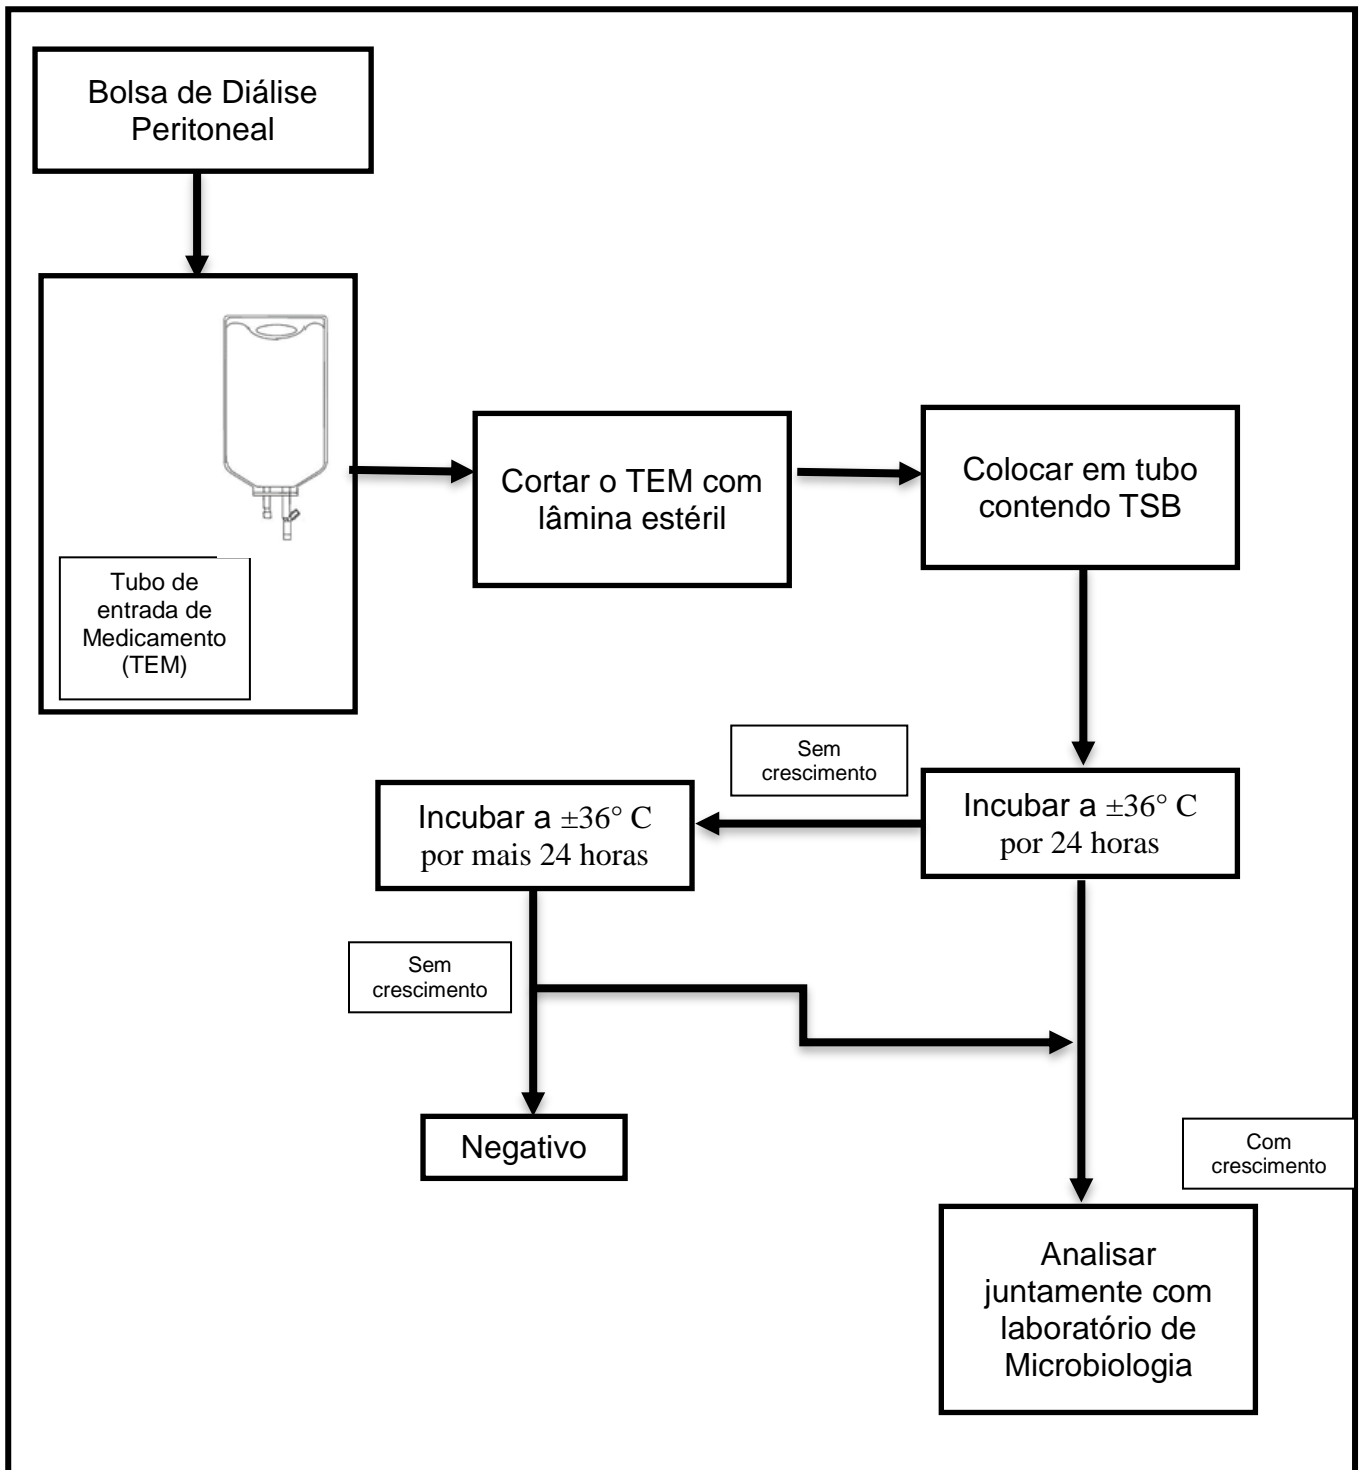 Bolsa de Diálise
Peritoneal
Tubo de
entrada de
Medicamento
(TEM)
Cortar o TEM com
lâmina estéril
Colocar em tubo
contendo TSB
Sem
crescimento
Incubar a ±36° C
por 24 horas
Incubar a ±36° C
por mais 24 horas
Sem
crescimento
Negativo
Com
crescimento
Analisar
juntamente com
laboratório de
Microbiologia